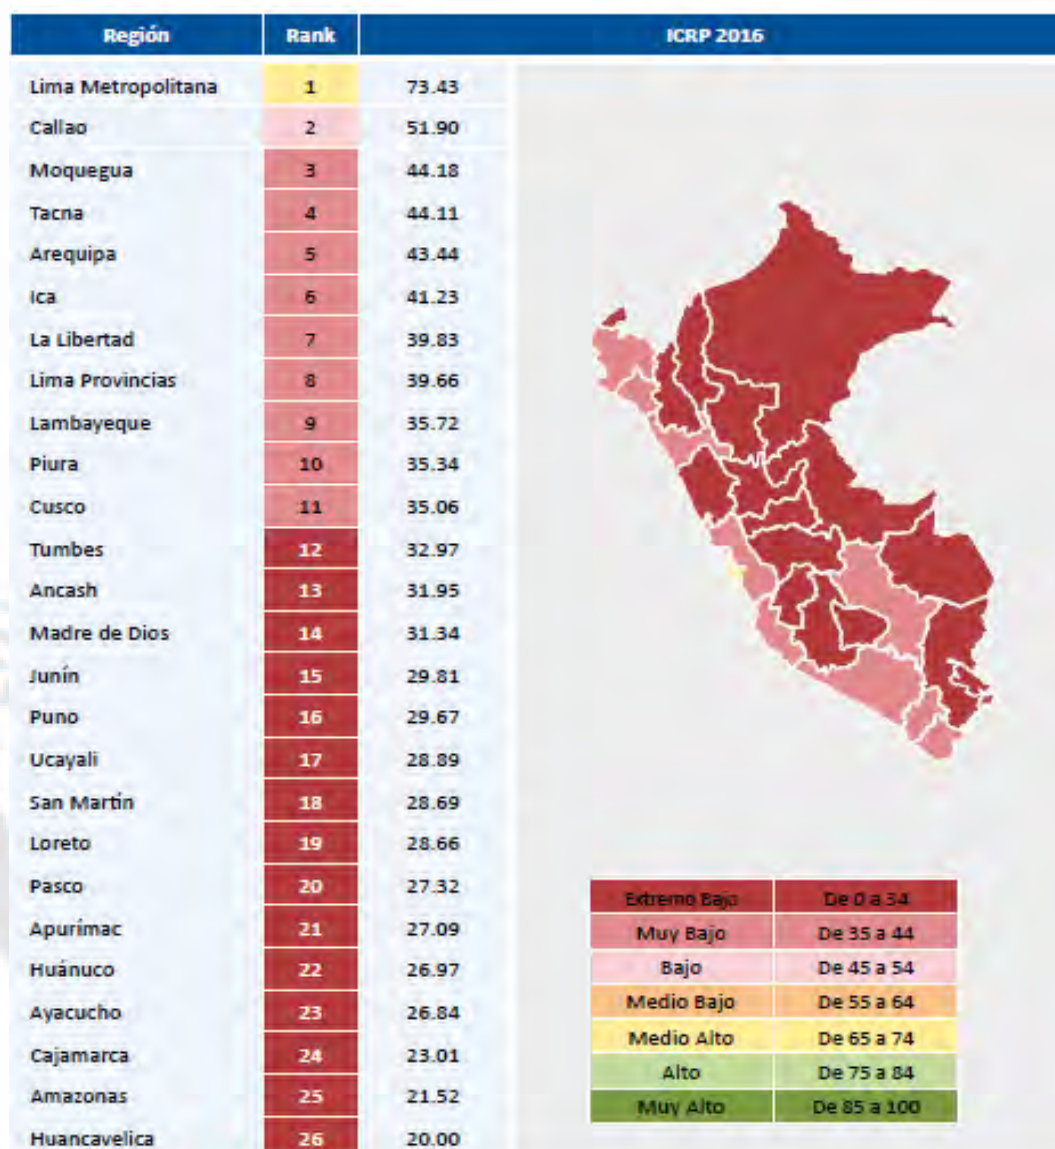 Región Rank ICRP 2016
Lima Metropolitana 1 73.43
Callao 2 51.90
Moquegua 3 44.18
Tacna 4 44.11
Arequipa 5 43.44
Ica 6 41.23
La Libertad 7 39.83
Lima Provincias 8 39.66
Lambayeque 9 35.72
Piura 10 35.34
Cusco 11 35.06
Tumbes 12 32.97
Ancash 13 31.95
Madre de Dios 14 31.34
Junín 15 29.81
Puno 16 29.67
Ucayali 17 28.89
San Martín 18 28.69
Loreto 19 28.66
Pasco 20 27.32
Apurímac 21 27.09
Huánuco 22 26.97
Ayacucho 23 26.84
Cajamarca 24 23.01
Amazonas 25 21.52
Huancavelica 26 20.00
Extremo Bajo De 0 a 34
Muy Bajo De 35 a 44
Bajo De 45 a 54
Medio Bajo De 55 a 64
Medio Alto De 65 a 74
Alto De 75 a 84
Muy Alto De 85 a 100